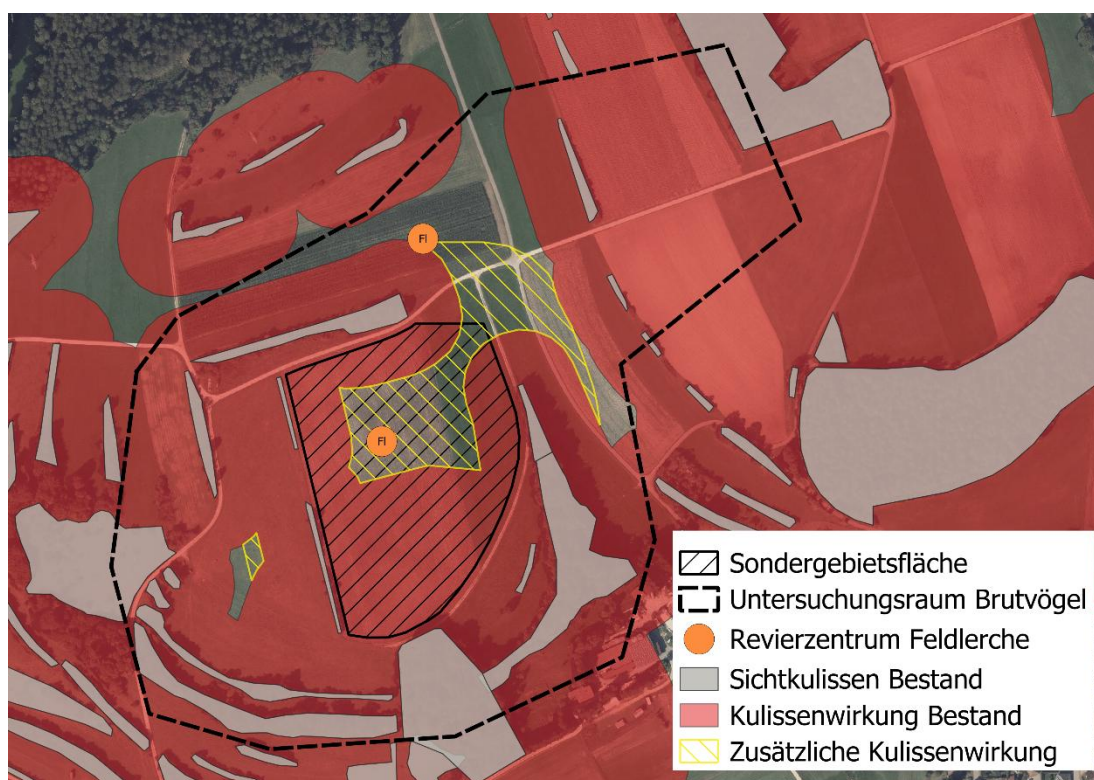 Fl
Fl
Sondergebietsfläche
Untersuchungsraum Brutvögel
Revierzentrum Feldlerche
Sichtkulissen Bestand
Kulissenwirkung Bestand
Zusätzliche Kulissenwirkung